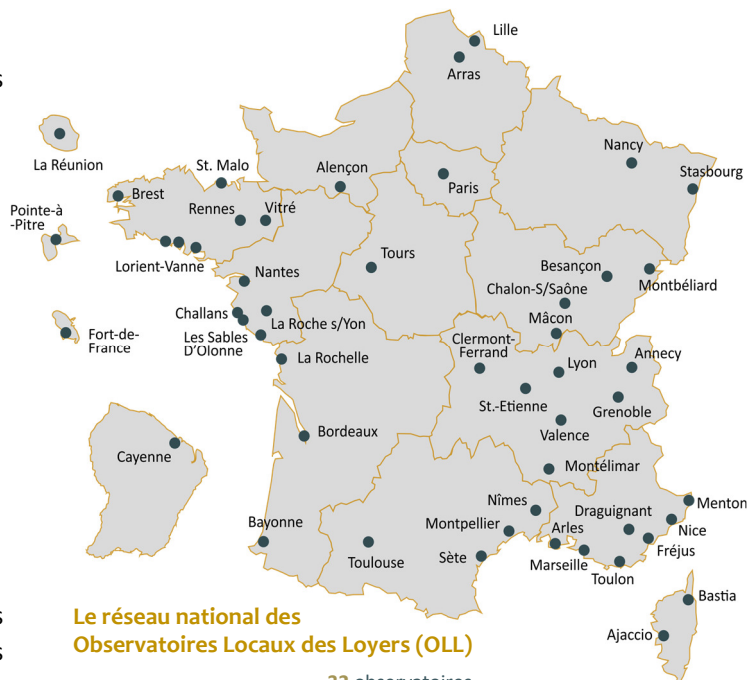 Lille
Arras
La Réunion
St. Malo
Alençon
Paris
Nancy
Stasbourg
Brest
Rennes
Vitré
Pointe-à
-Pitre
Lorient-Vanne
Nantes
Tours
Besançon
Montbéliard
Chalon-S/Saône
Mâcon
Challans
La Roche s/Yon
Les Sables
D'Olonne
Fort-de-
France
La Rochelle
Clermont-
Ferrand
Lyon
Annecy
St.-Etienne
Grenoble
Valence
Bordeaux
Cayenne
Montélimar
Nîmes
Draguignant
Menton
Montpellier
Arles
Nice
Bayonne
Fréjus
Toulouse
Sète
Marseille
Toulon
Bastia
Ajaccio
s
s
s
Le réseau national des
Observatoires Locaux des Loyers (OLL)
observatoires